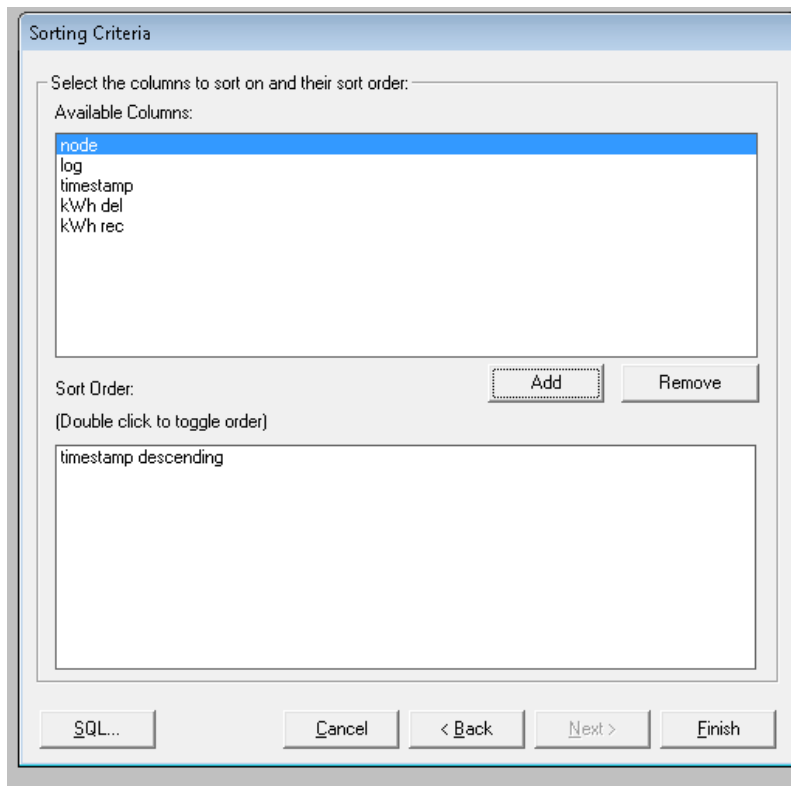 Sorting Criteria
Select the columns to sort on and their sort order:
Available Columns:
node
log
timestamp
kWh del
kWh rec
Add Remove
Sort Order:
(Double click to toggle order)
timestamp descending
SQL... Cancel < Back Next > Finish